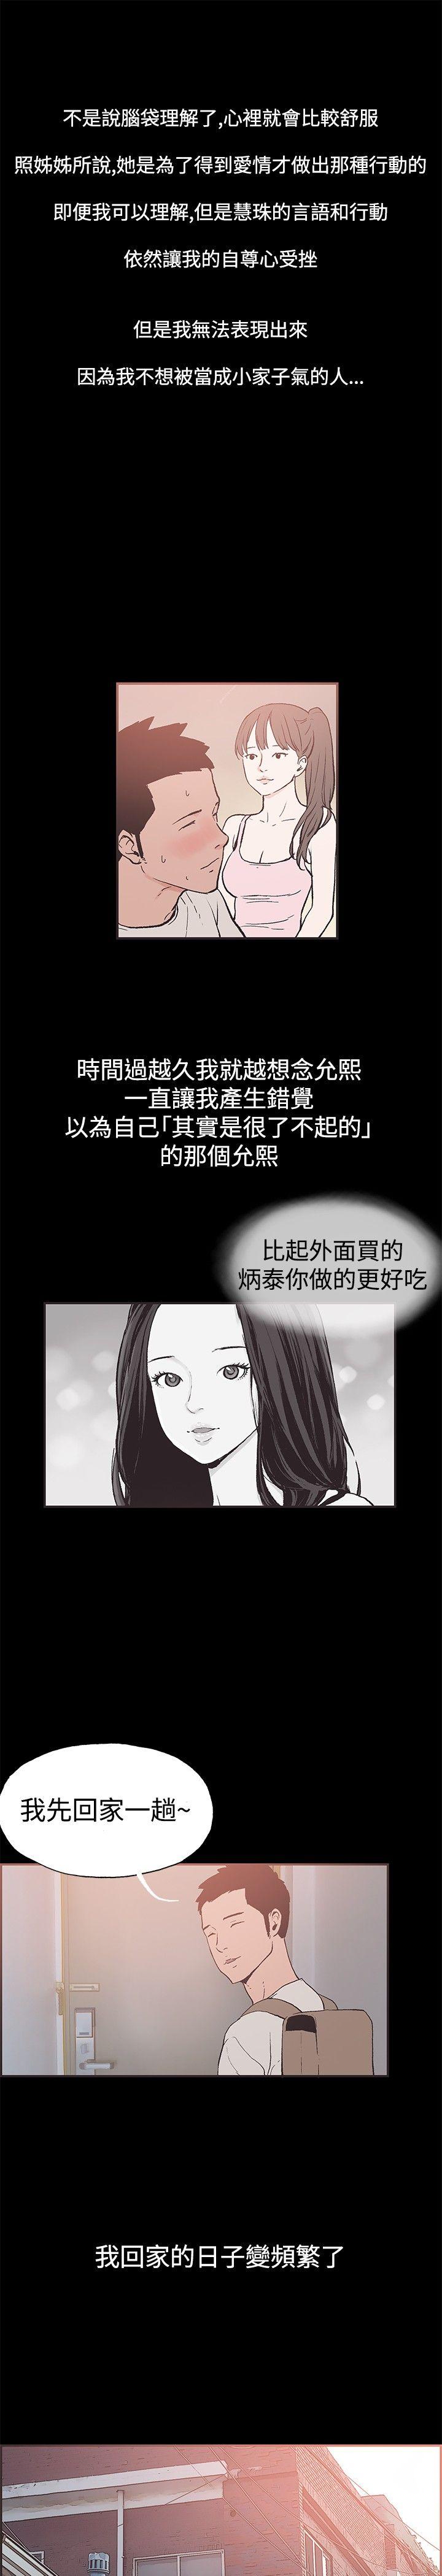 不是說腦袋理解了,心裡就會比較舒服
照姊姊所說,她是為了得到愛情才做出那種行動的
即便我可以理解,但是慧珠的言語和行動
依然讓我的自尊心受挫
但是我無法表現出來
因為我不想被當成小家子氣的人...
時間過越久我就越想念允熙
一直讓我產生錯覺
以為自己「其實是很了不起的」
的那個允熙
比起外面買的
炳泰你做的更好吃
我先回家一趟~
我回家的日子變頻繁了